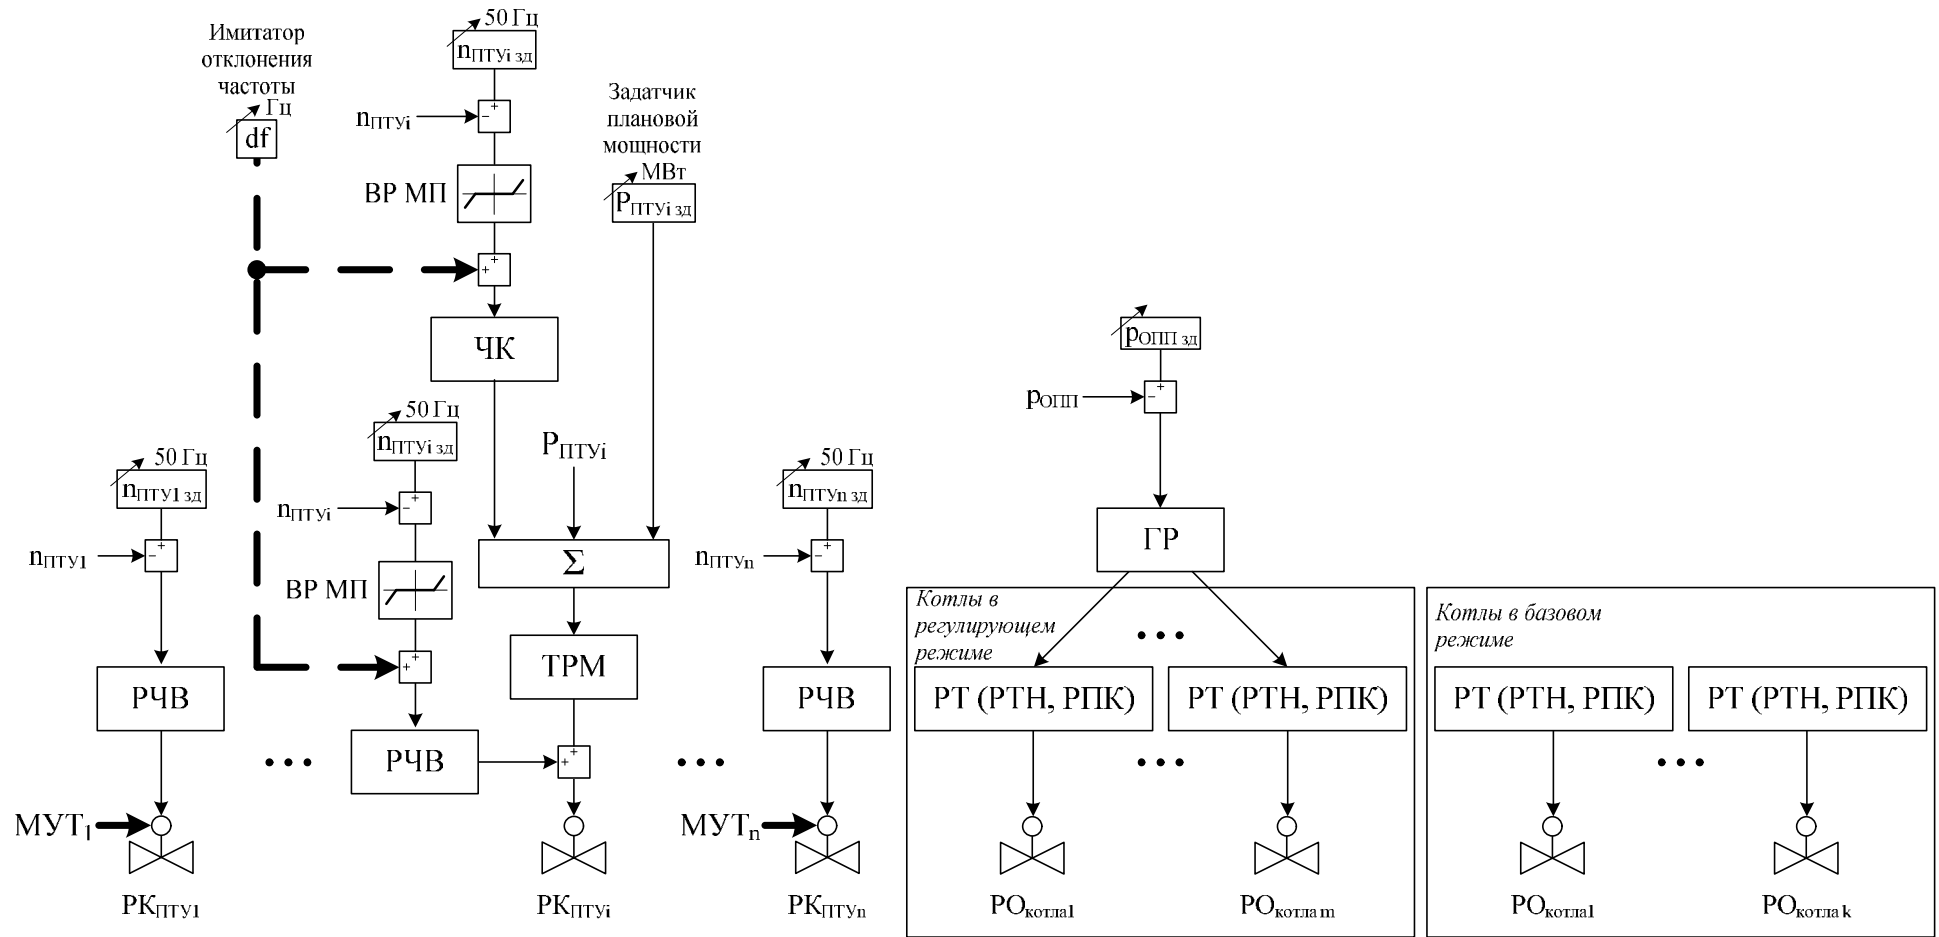 Имитатор
отклонения
частоты
Гц
df
50 Гц
nПТУi зд
nПТУi
+
−
ВР МП
+
+
Задатчик
плановой
мощности
МВт
PПТУi зд
ЧК
50 Гц
nПТУi зд
nПТУi
+
−
ВР МП
+
+
PПТУi
Σ
ТРМ
РЧВ
+
+
РКПТУi
50 Гц
nПТУ1 зд
nПТУ1
+
−
РЧВ
МУТ1
РКПТУ1
• • •
50 Гц
nПТУn зд
nПТУn
+
−
РЧВ
• • •
МУТn
РКПТУn
pОПП зд
pОПП
+
−
ГР
Котлы в
регулирующем
режиме
• • •
РТ (РТН, РПК)
РТ (РТН, РПК)
• • •
РОкотла1
РОкотла m
Котлы в базовом
режиме
РТ (РТН, РПК)
РТ (РТН, РПК)
• • •
РОкотла1
РОкотла k